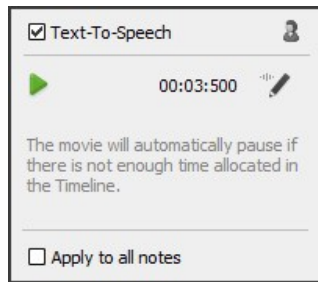 Text-To-Speech
00:03:500
The movie will automatically pause if
there is not enough time allocated in
the Timeline.
Apply to all notes